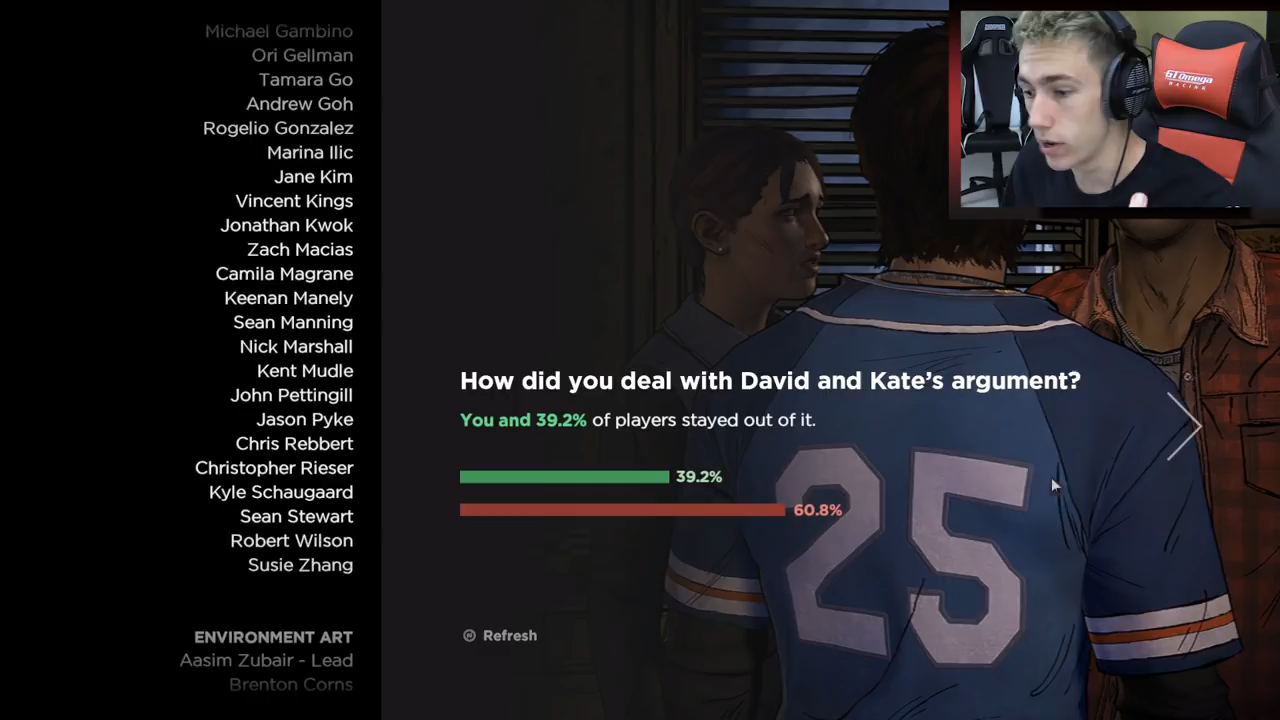 Michael Gambino
Ori Gellman
Tamara Go
Andrew Goh
Rogelio Gonzalez
Marina Ilic
Jane Kim
Vincent Kings
Jonathan Kwok
Zach Macias
Camila Magrane
Keenan Manely
Sean Manning
Nick Marshall
Kent Mudle
John Pettingill
Jason Pyke
Chris Rebbert
Christopher Rieser
Kyle Schaugaard
Sean Stewart
Robert Wilson
Susie Zhang
ENVIRONMENT ART
Aasim Zubair - Lead
Brenton Corns
How did you deal with David and Kate’s argument?
You and 39.2% of players stayed out of it.
39.2%
60.8%
Refresh
25
GT Omega
RACING